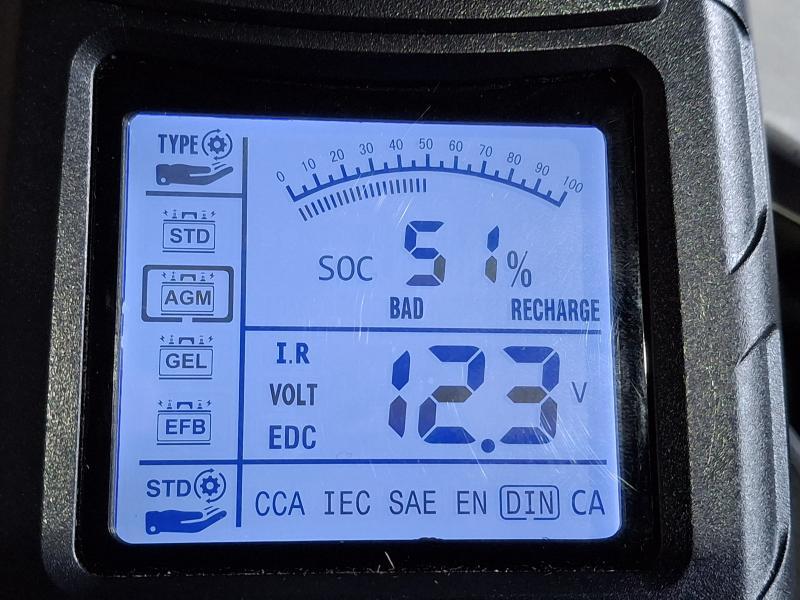 TYPE
STD
AGM
GEL
EFB
STD
0 10 20 30 40 50 60 70 80 90 100
SOC 51 %
BAD RECHARGE
I.R
VOLT 12.3 V
EDC
CCA IEC SAE EN DIN CA